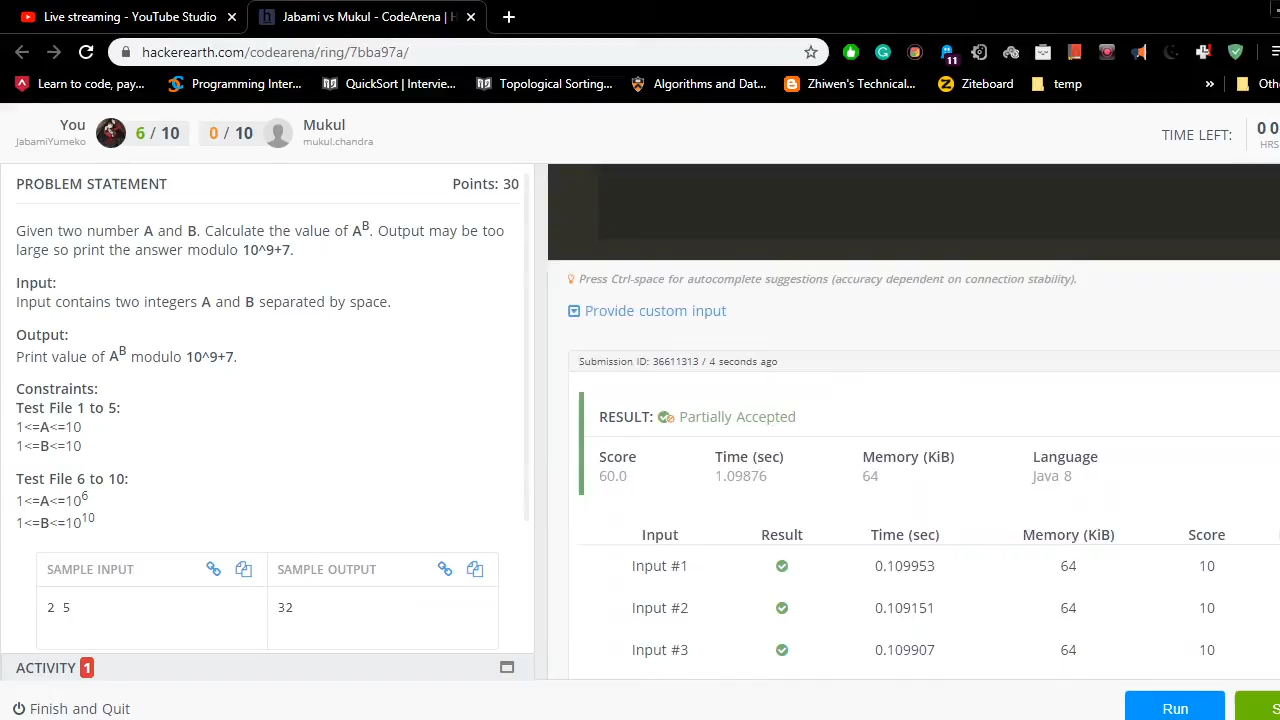 Live streaming - YouTube Studio
Jabami vs Mukul - CodeArena | H
hackerearth.com/codearena/ring/7bba97a/
11
Learn to code, pay...
Programming Inter...
QuickSort | Intervie...
Topological Sorting,...
Algorithms and Dat...
Zhiwen's Technical...
Ziteboard
temp
»
Oth
You
JabamiYumeko
6 / 10
0 / 10
Mukul
mukul.chandra
TIME LEFT:
0 0
HRS
PROBLEM STATEMENT
Points: 30
Given two number A and B. Calculate the value of A^B. Output may be too
large so print the answer modulo 10^9+7.
Input:
Input contains two integers A and B separated by space.
Output:
Print value of A^B modulo 10^9+7.
Constraints:
Test File 1 to 5:
1<=A<=10
1<=B<=10
Test File 6 to 10:
1<=A<=10^6
1<=B<=10^10
SAMPLE INPUT
SAMPLE OUTPUT
2 5
32
ACTIVITY 1
Finish and Quit
Press Ctrl-space for autocomplete suggestions (accuracy dependent on connection stability).
Provide custom input
Submission ID: 36611313 / 4 seconds ago
RESULT: Partially Accepted
Score Time (sec) Memory (KiB) Language
60.0 1.09876 64 Java 8
Input Result Time (sec) Memory (KiB) Score
Input #1 0.109953 64 10
Input #2 0.109151 64 10
Input #3 0.109907 64 10
Run
S